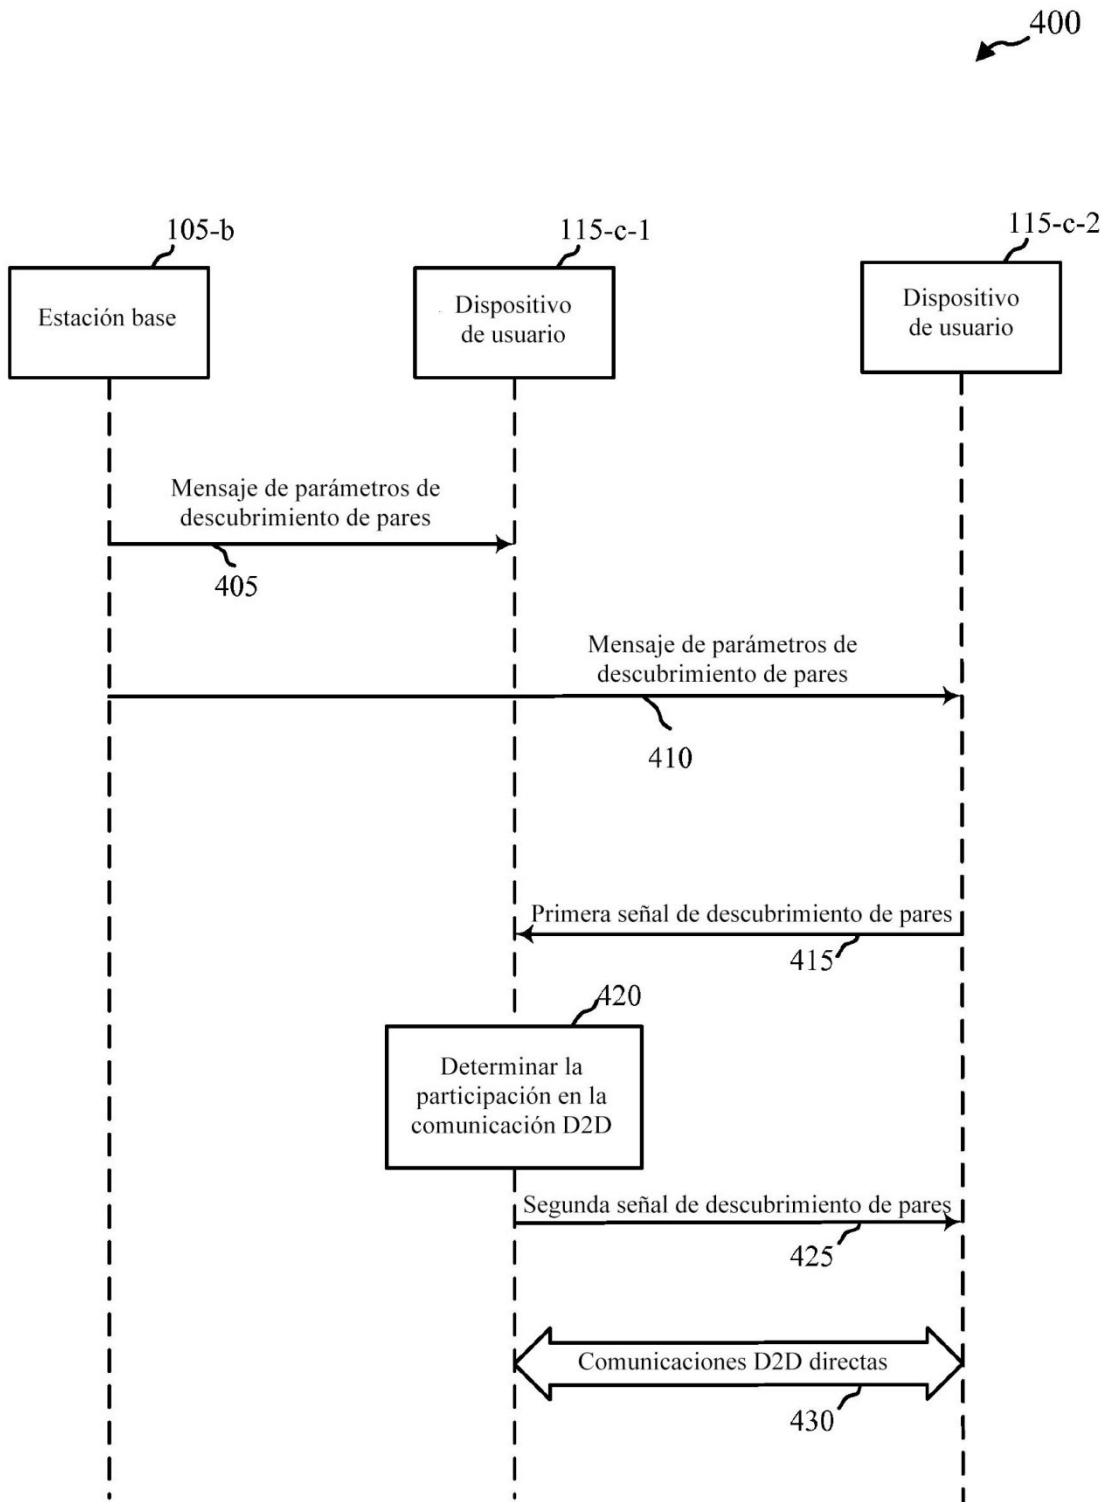 400
105-b
115-c-1
115-c-2
Estación base
Dispositivo
de usuario
Dispositivo
de usuario
Mensaje de parámetros de
descubrimiento de pares
405
Mensaje de parámetros de
descubrimiento de pares
410
Primera señal de descubrimiento de pares
415
420
Determinar la
participación en la
comunicación D2D
Segunda señal de descubrimiento de pares
425
Comunicaciones D2D directas
430